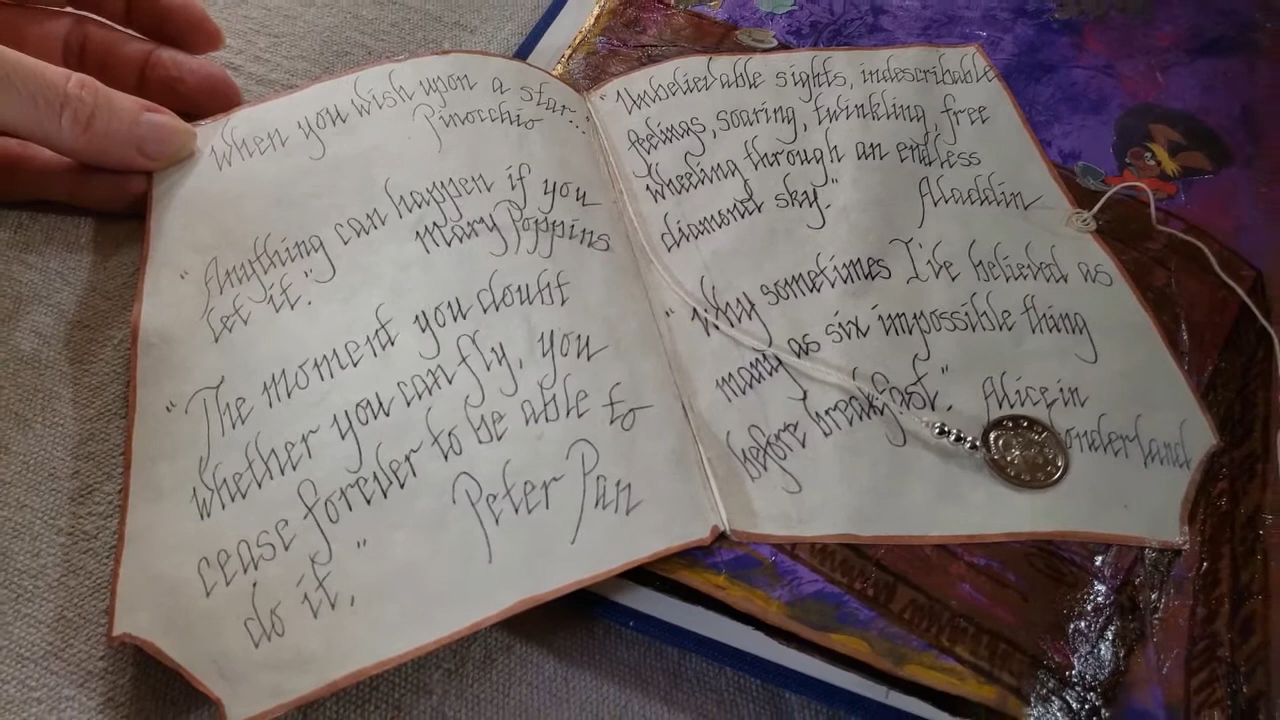 When you wish upon a star...
Pinocchio
"Anything can happen if you
let it."
Mary Poppins
"The moment you doubt
whether you can fly, you
cease forever to be able to
do it."
Peter Pan
"Unbelievable sights, indescribable
feelings, soaring, twinkling, free
wheeling through an endless
diamond sky."
Aladdin
"Why sometimes I've believed as
many as six impossible thing
before breakfast." Alice in
onderland